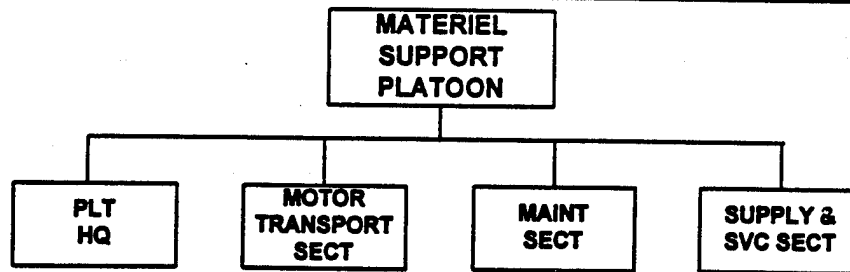 MATERIEL
SUPPORT
PLATOON
PLT
HQ
MOTOR
TRANSPORT
SECT
MAINT
SECT
SUPPLY &
SVC SECT